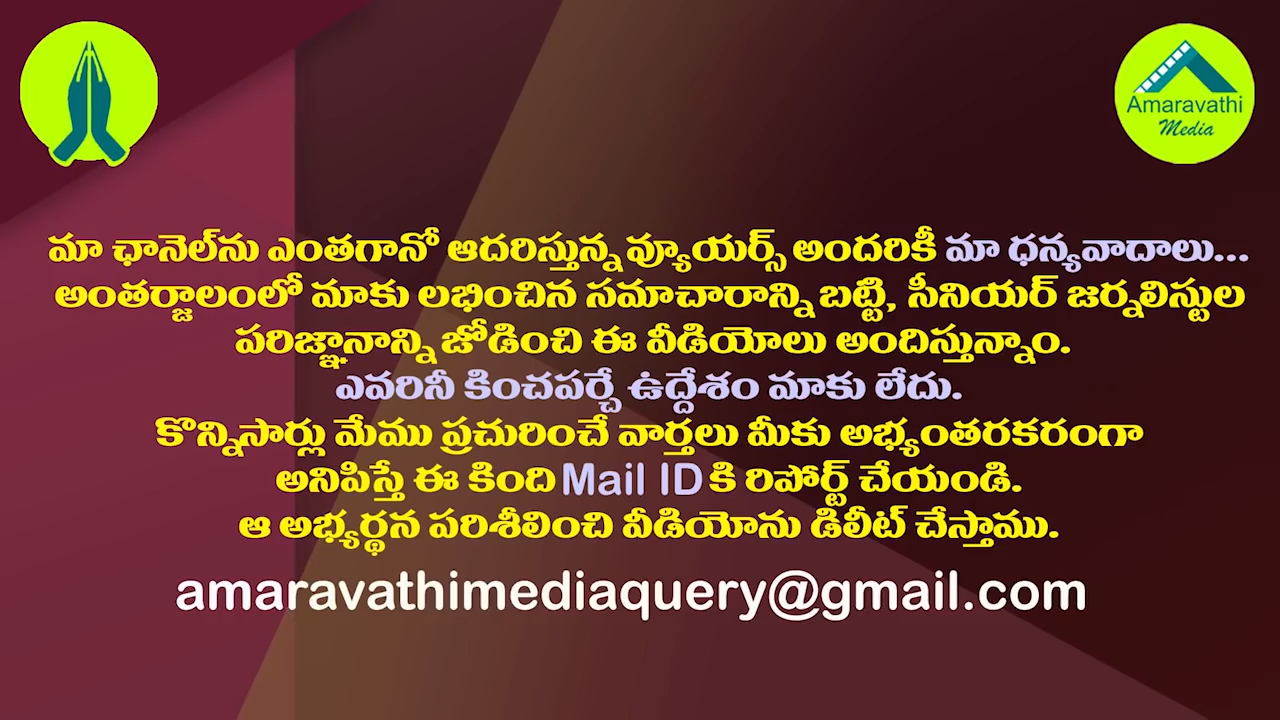 Amaravathi
Media
మా ఛానెల్‌ను ఎంతగానో ఆదరిస్తున్న వ్యూయర్స్ అందరికీ మా ధన్యవాదాలు...
అంతర్జాలంలో మాకు లభించిన సమాచారాన్ని బట్టి, సీనియర్ జర్నలిస్టుల
పరిజ్ఞానాన్ని జోడించి ఈ వీడియోలు అందిస్తున్నాం.
ఎవరినీ కించపర్చే ఉద్దేశం మాకు లేదు.
కొన్నిసార్లు మేము ప్రచురించే వార్తలు మీకు అభ్యంతరకరంగా
అనిపిస్తే ఈ కింది Mail ID కి రిపోర్ట్ చేయండి.
ఆ అభ్యర్థన పరిశీలించి వీడియోను డిలీట్ చేస్తాము.
amaravathimediaquery@gmail.com